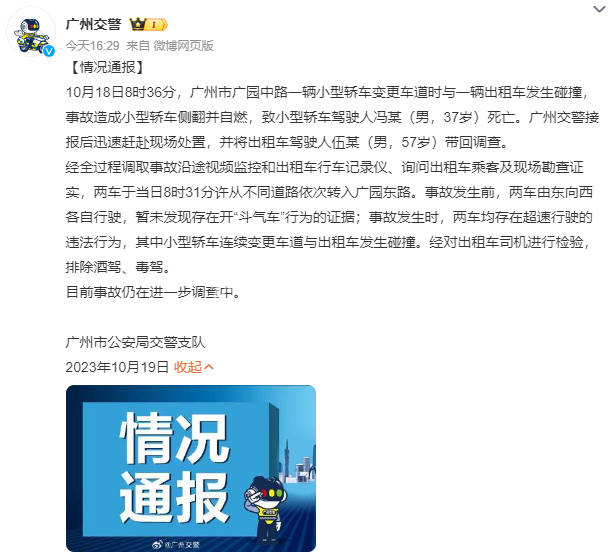 广州交警 I
今天16:29 来自 微博网页版
【情况通报】
10月18日8时36分，广州市广园中路一辆小型轿车变更车道时与一辆出租车发生碰撞，
事故造成小型轿车侧翻并自燃，致小型轿车驾驶人冯某（男，37岁）死亡。广州交警接
报后迅速赶赴现场处置，并将出租车驾驶人伍某（男，57岁）带回调查。
经全过程调取事故沿途视频监控和出租车行车记录仪、询问出租车乘客及现场勘查证
实，两车于当日8时31分许从不同道路依次转入广园东路。事故发生前，两车由东向西
各自行驶，暂未发现存在开“斗气车”行为的证据；事故发生时，两车均存在超速行驶的
违法行为，其中小型轿车连续变更车道与出租车发生碰撞。经对出租车司机进行检验，
排除酒驾、毒驾。
目前事故仍在进一步调查中。
广州市公安局交警支队
2023年10月19日 收起
情况
通报
@广州交警